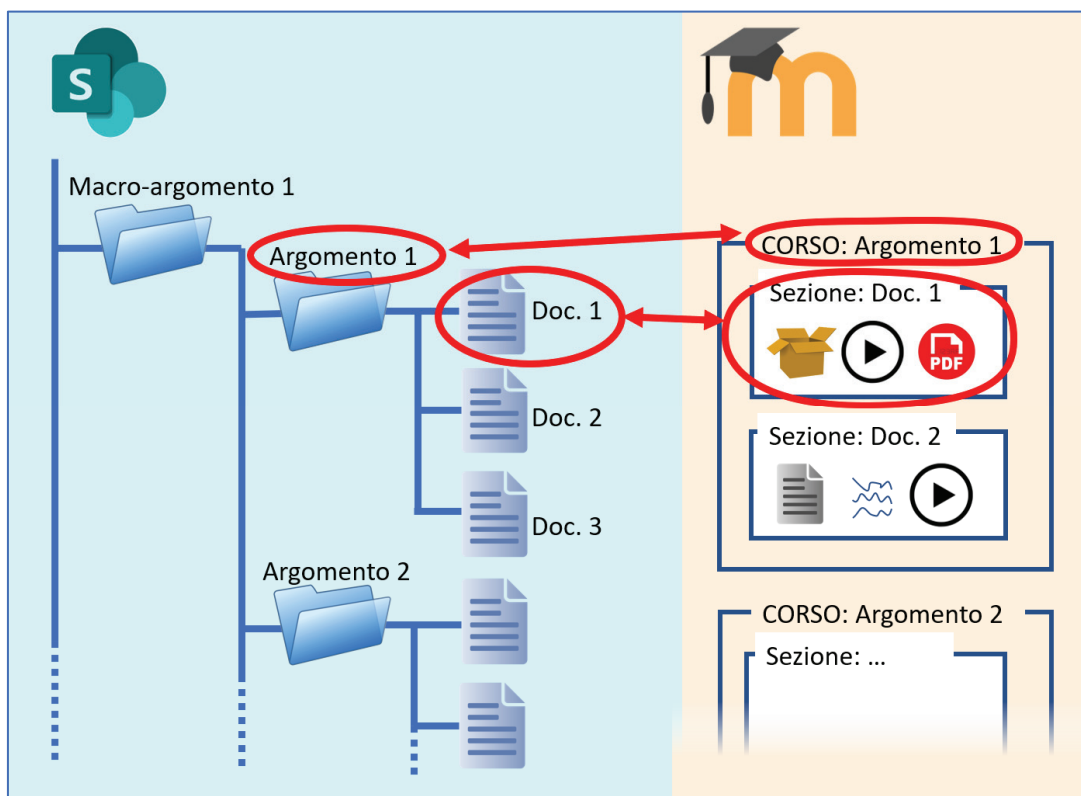 S
m
Macro-argomento 1
Argomento 1
Doc. 1
Doc. 2
Doc. 3
Argomento 2
CORSO: Argomento 1
Sezione: Doc. 1
PDF
Sezione: Doc. 2
CORSO: Argomento 2
Sezione: ...